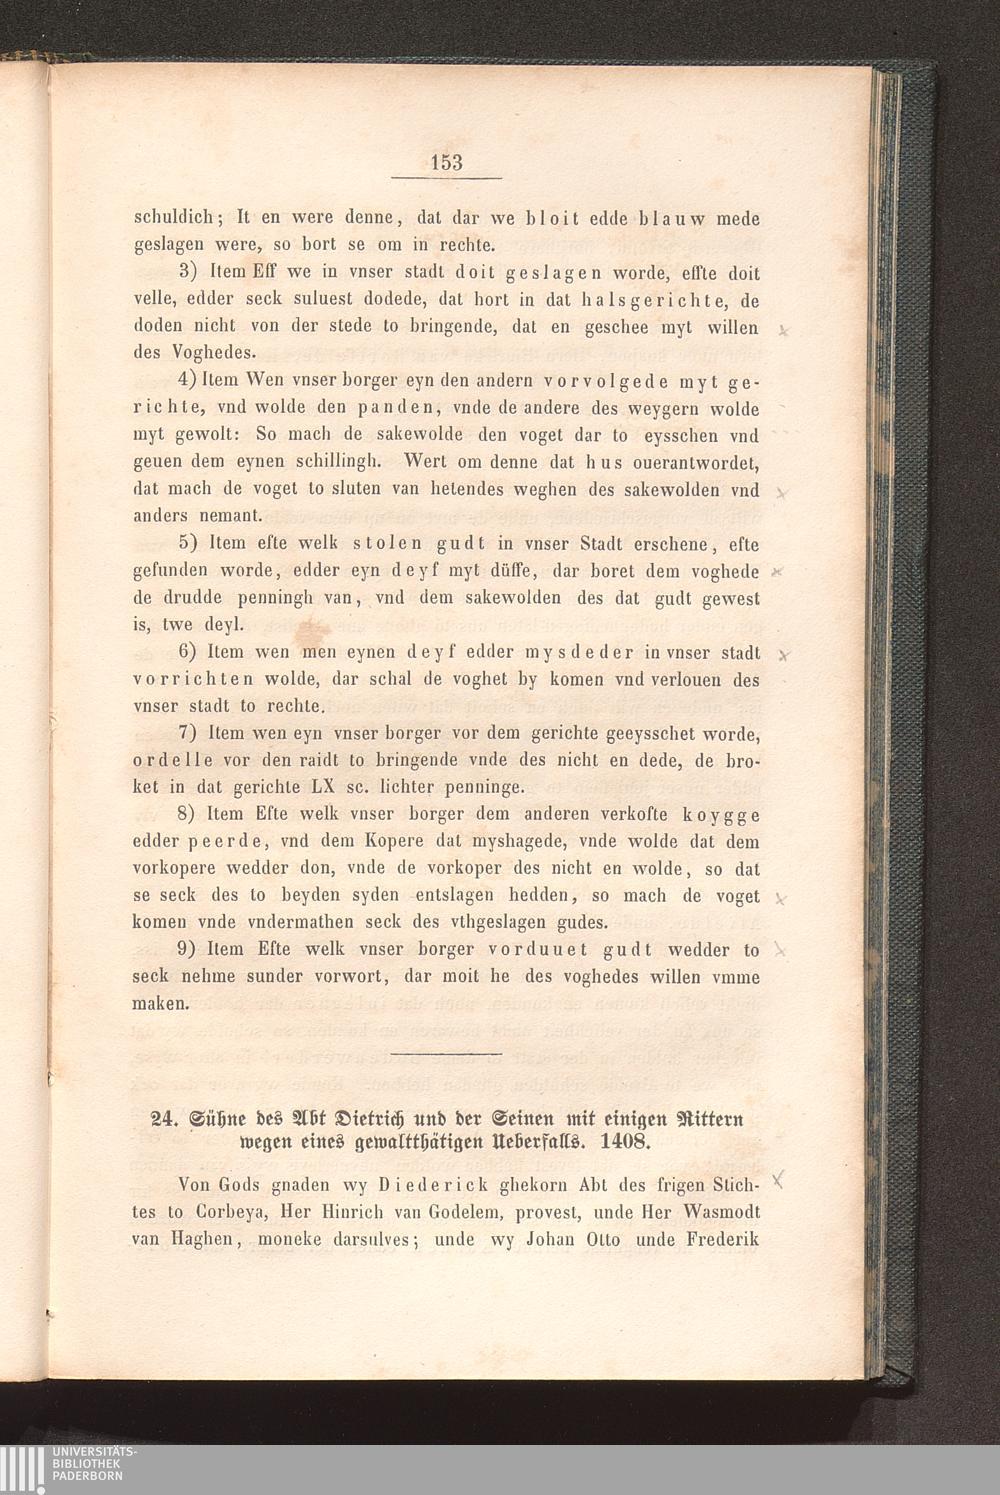 153
schuldich; It en were denne, dat dar we bloit edde blauw mede
geslagen were, so bort se om in rechte.
3) Item Eff we in vnser stadt doit geslagen worde, effte doit
velle, edder seck suluest dodede, dat hort in dat halsgerichte, de
doden nicht von der stede to bringende, dat en geschee myt willen
des Voghedes.
4) Item Wen vnser borger eyn den andern vorvolgede myt ge-
richte, vnd wolde den panden, vnde de andere des weygern wolde
myt gewolt: So mach de sakewolde den voget dar to eysschen vnd
geuen dem eynen schillingh. Wert om denne dat hus ouerantwordet,
dat mach de voget to sluten van hetendes weghen des sakewolden vnd
anders nemant.
5) Item efte welk stolen gudt in vnser Stadt erschene, efte
gefunden worde, edder eyn deyf myt düffe, dar boret dem voghede
de drudde penningh van, vnd dem sakewolden des dat gudt gewest
is, twe deyl.
6) Item wen men eynen deyf edder mysdeder in vnser stadt
vorrichten wolde, dar schal de voghet by komen vnd verlouen des
vnser stadt to rechte.
7) Item wen eyn vnser borger vor dem gerichte geeysschet worde,
ordelle vor den raidt to bringende vnde des nicht en dede, de bro-
ket in dat gerichte LX sc. lichter penninge.
8) Item Efte welk vnser borger dem anderen verkofte koygge
edder peerde, vnd dem Kopere dat myshagede, vnde wolde dat dem
vorkopere wedder don, vnde de vorkoper des nicht en wolde, so dat
se seck des to beyden syden entslagen hedden, so mach de voget
komen vnde vndermathen seck des vthgeslagen gudes.
9) Item Efte welk vnser borger vorduuet gudt wedder to
seck nehme sunder vorwort, dar moit he des voghedes willen vmme
maken.
24. Sühne des Abt Dietrich und der Seinen mit einigen Rittern
wegen eines gewaltthätigen Ueberfalls. 1408.
Von Gods gnaden wy Diederick ghekorn Abt des frigen Stich-
tes to Corbeya, Her Hinrich van Godelem, provest, unde Her Wasmodt
van Haghen, moneke darsulves; unde wy Johan Otto unde Frederik
UNIVERSITÄTS-
BIBLIOTHEK
PADERBORN